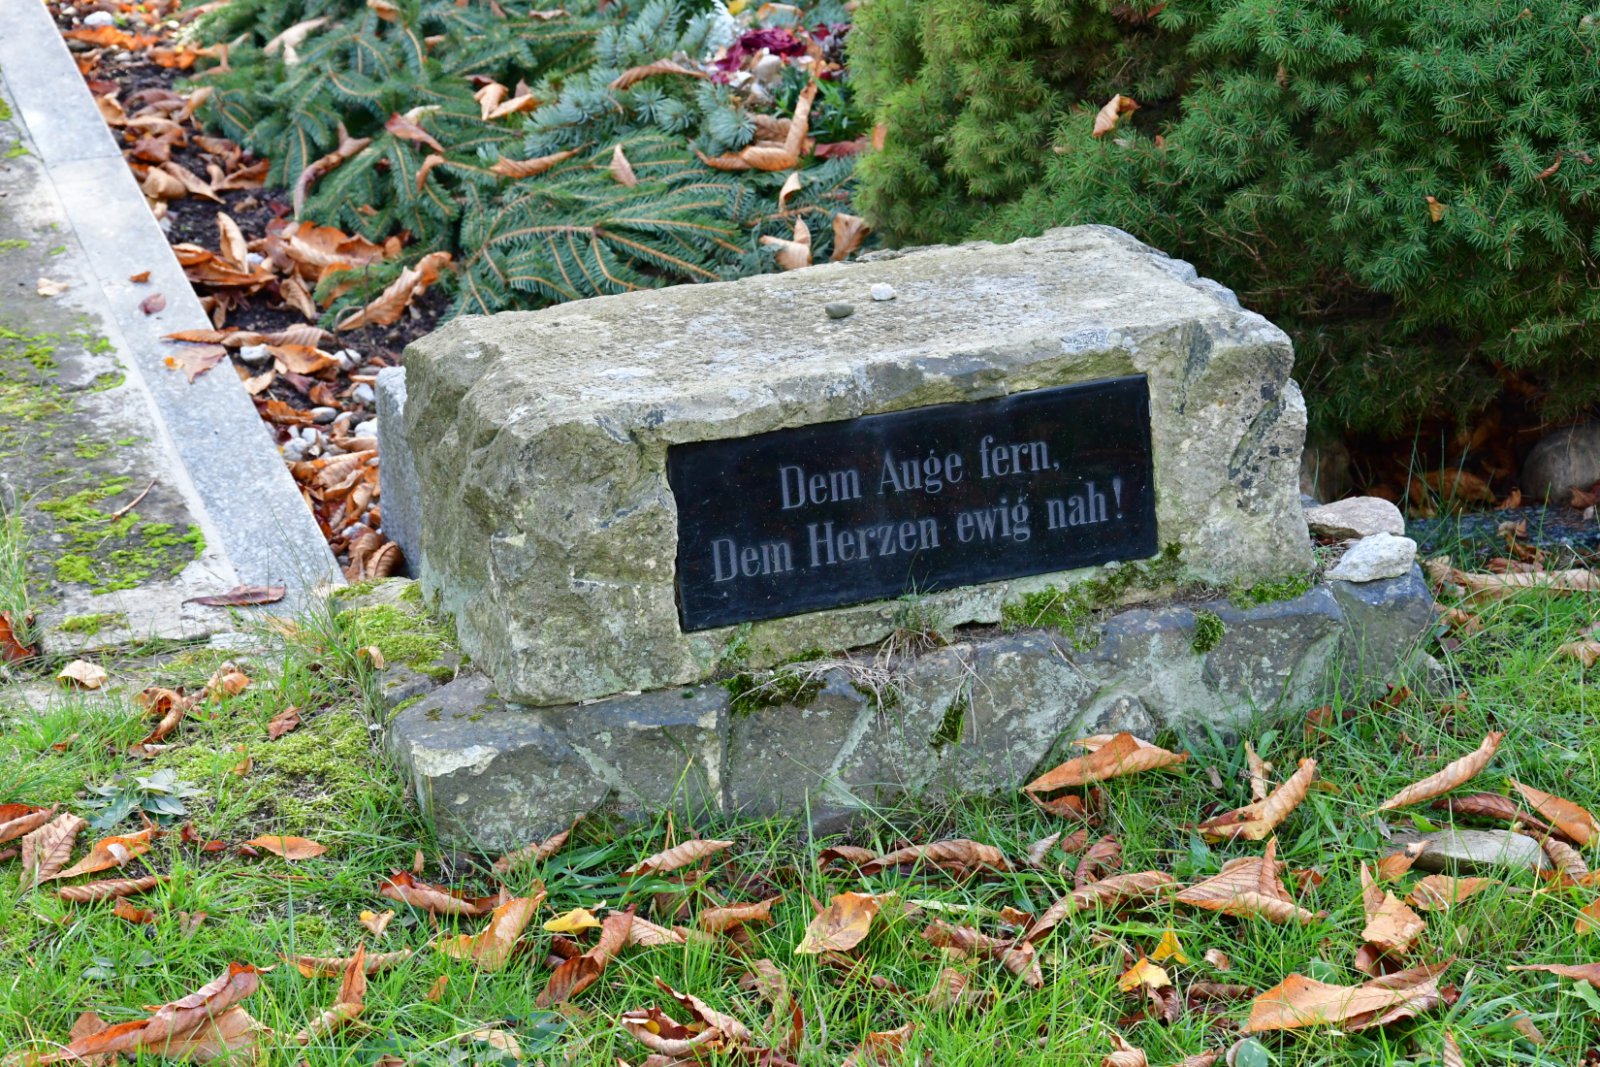 Dem Auge fern,
Dem Herzen ewig nah!